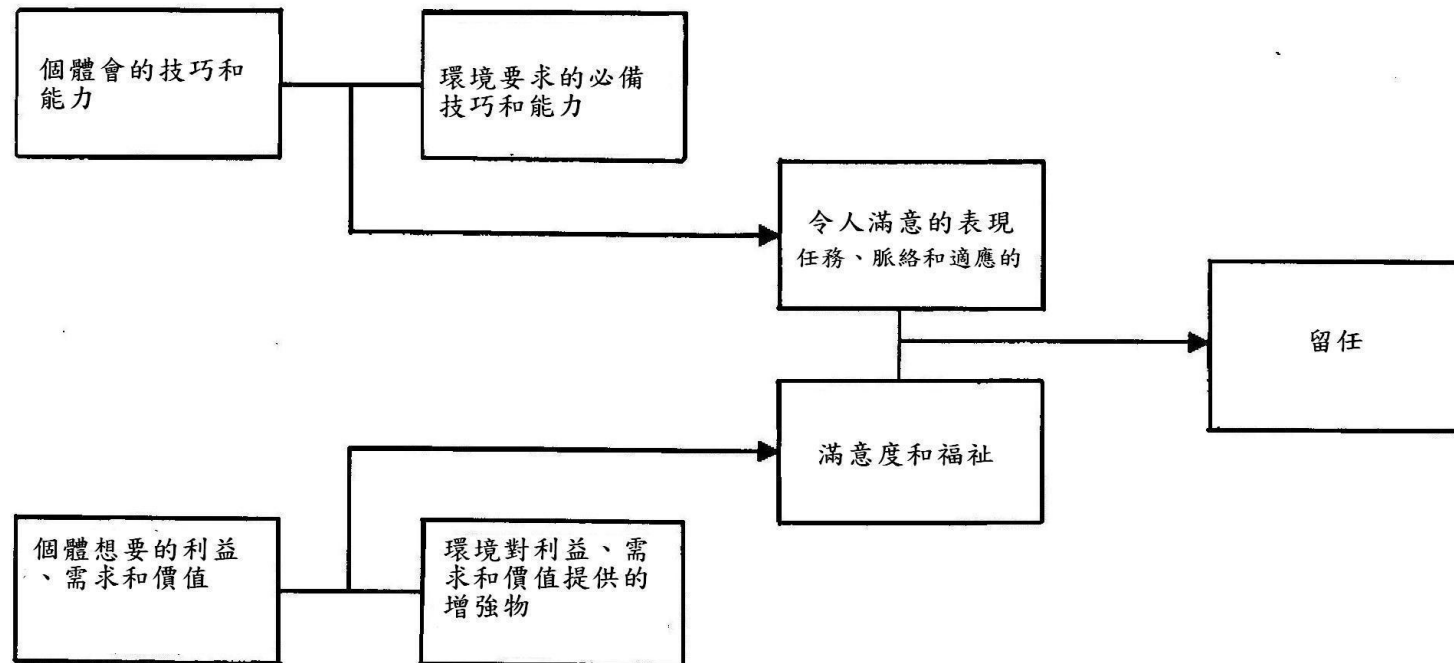 個體會的技巧和
能力
環境要求的必備
技巧和能力
令人滿意的表現
任務、脈絡和適應的
留任
滿意度和福祉
個體想要的利益
、需求和價值
環境對利益、需
求和價值提供的
增強物